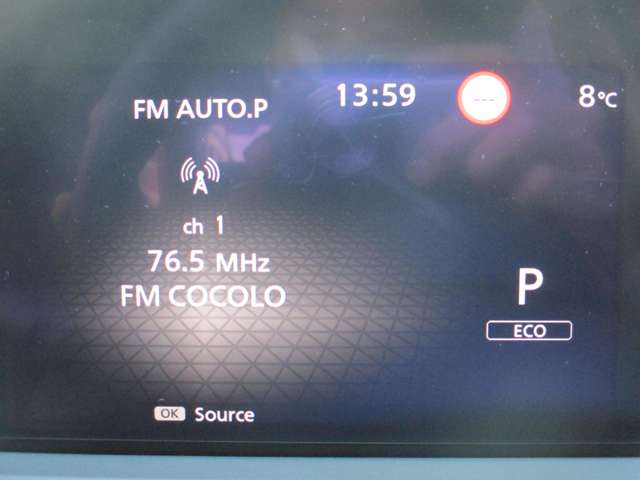 13:59
---
8℃
FM AUTO.P
ch 1
76.5 MHz
FM COCOLO
P
ECO
OK Source